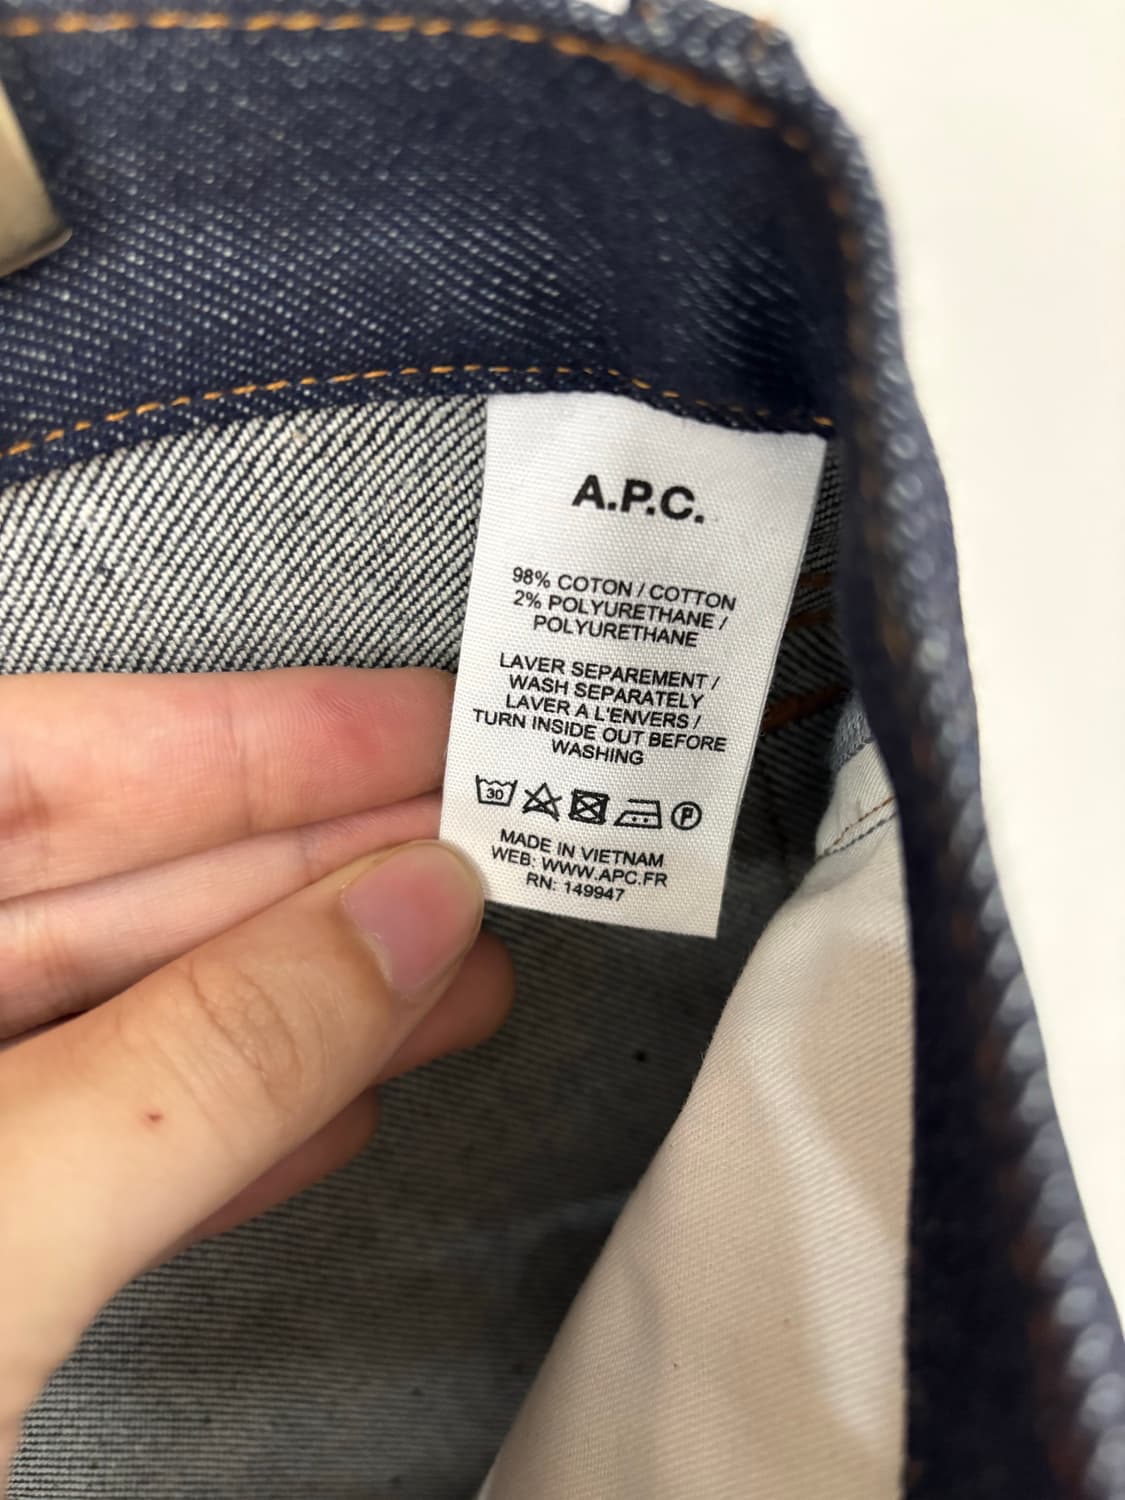 A.P.C.
98% COTON / COTTON
2% POLYURETHANE /
POLYURETHANE
LAVER SEPAREMENT /
WASH SEPARATELY
LAVER A L'ENVERS /
TURN INSIDE OUT BEFORE
WASHING
30 P
MADE IN VIETNAM
WEB: WWW.APC.FR
RN: 149947